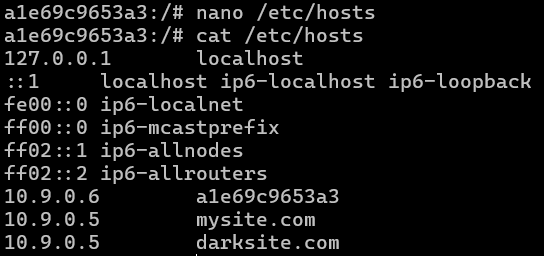 a1e69c9653a3:/# nano /etc/hosts
a1e69c9653a3:/# cat /etc/hosts
127.0.0.1       localhost
::1     localhost ip6-localhost ip6-loopback
fe00::0 ip6-localnet
ff00::0 ip6-mcastprefix
ff02::1 ip6-allnodes
ff02::2 ip6-allrouters
10.9.0.6        a1e69c9653a3
10.9.0.5        mysite.com
10.9.0.5        darksite.com